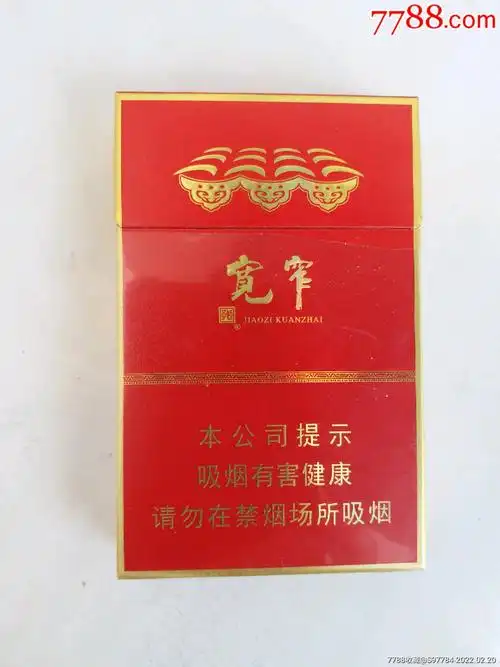 7788.com
宽窄
JIAOZI KUANZHAI
本公司提示
吸烟有害健康
请勿在禁烟场所吸烟
7788收藏@S97784-2022.02.20